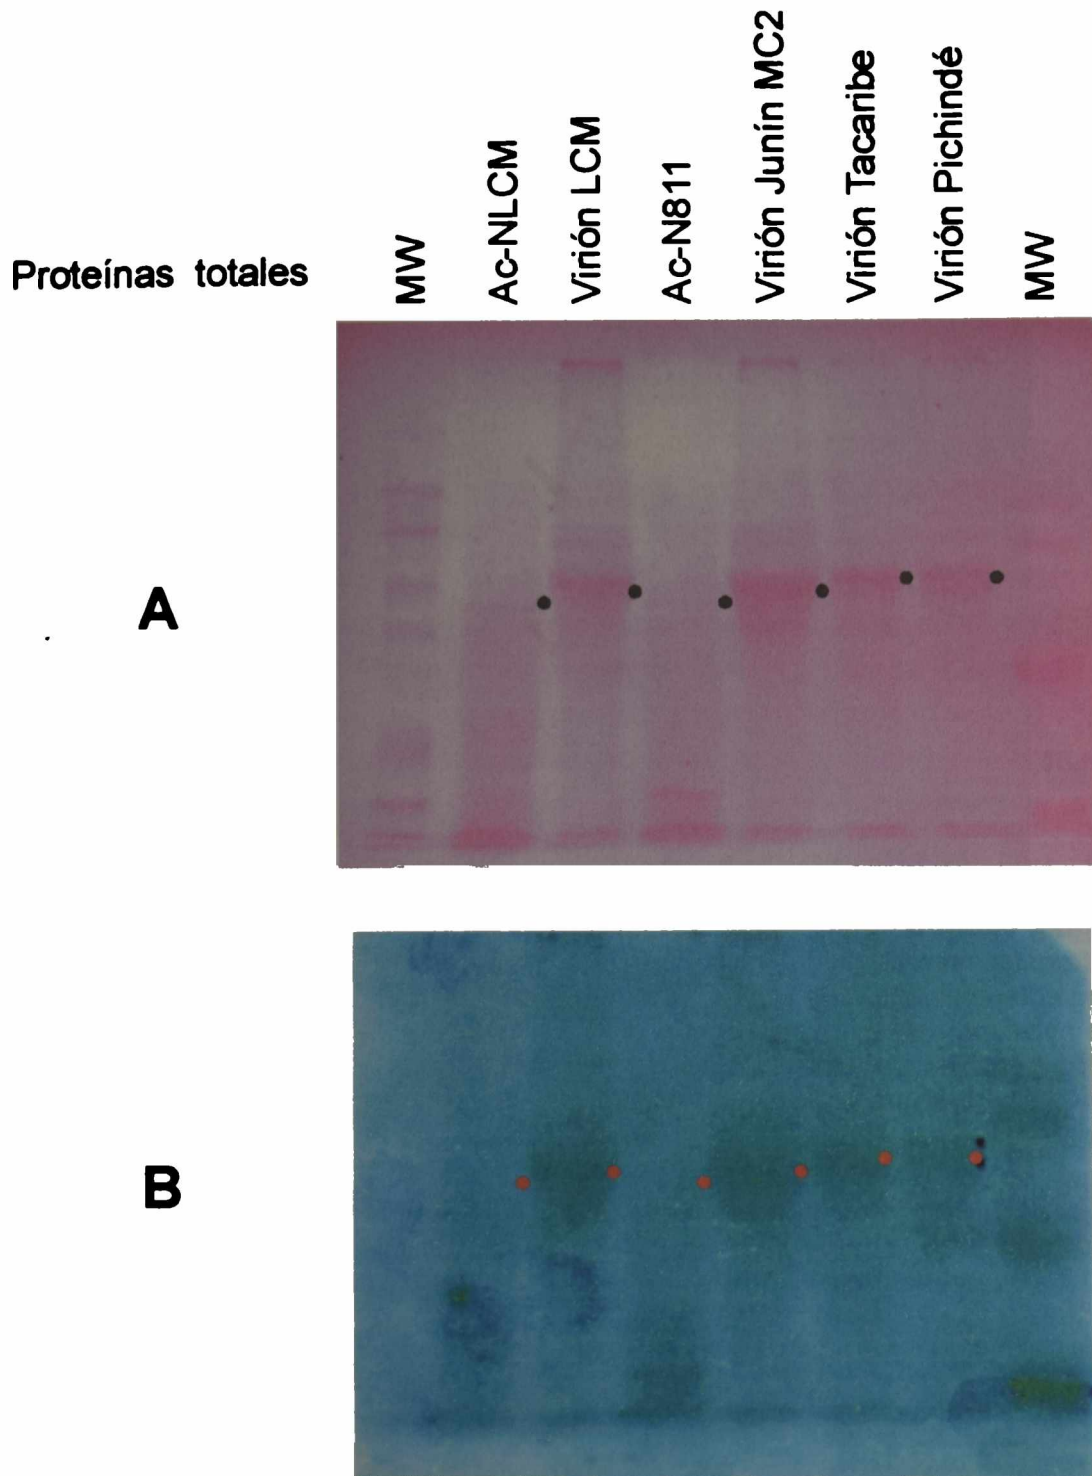 Proteínas totales
MW
Ac-NLCM
Virión LCM
Ac-N811
Virión Junín MC2
Virión Tacaribe
Virión Pichindé
MW
A
B